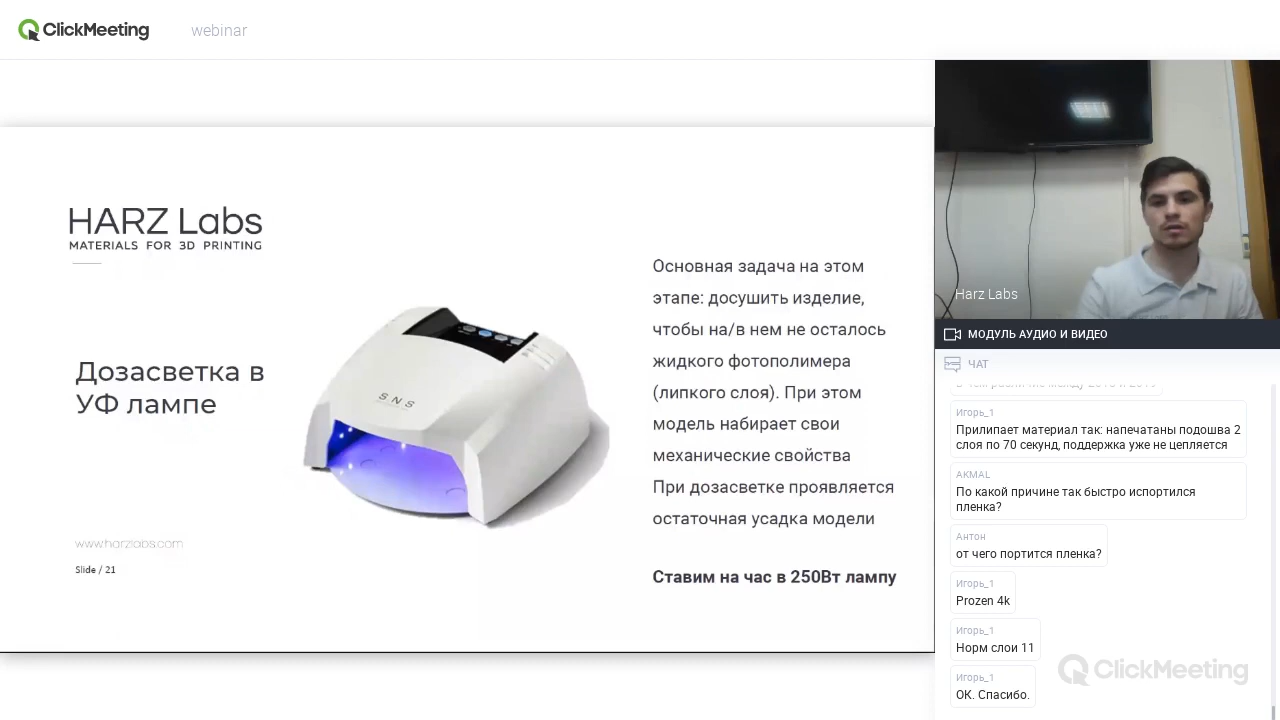 ClickMeeting
webinar
HARZ Labs
MATERIALS FOR 3D PRINTING
Дозасветка в
УФ лампе
www.harzlabs.com
Slide / 21
SNS
Основная задача на этом
этапе: досушить изделие,
чтобы на/в нем не осталось
жидкого фотополимера
(липкого слоя). При этом
модель набирает свои
механические свойства
При дозасветке проявляется
остаточная усадка модели
Ставим на час в 250Вт лампу
Harz Labs
МОДУЛЬ АУДИО И ВИДЕО
ЧАТ
Игорь_1
Прилипает материал так: напечатаны подошва 2
слоя по 70 секунд, поддержка уже не цепляется
AKMAL
По какой причине так быстро испортился
пленка?
Антон
от чего портится пленка?
Игорь_1
Prozen 4k
Игорь_1
Норм слои 11
Игорь_1
ОК. Спасибо.
ClickMeeting